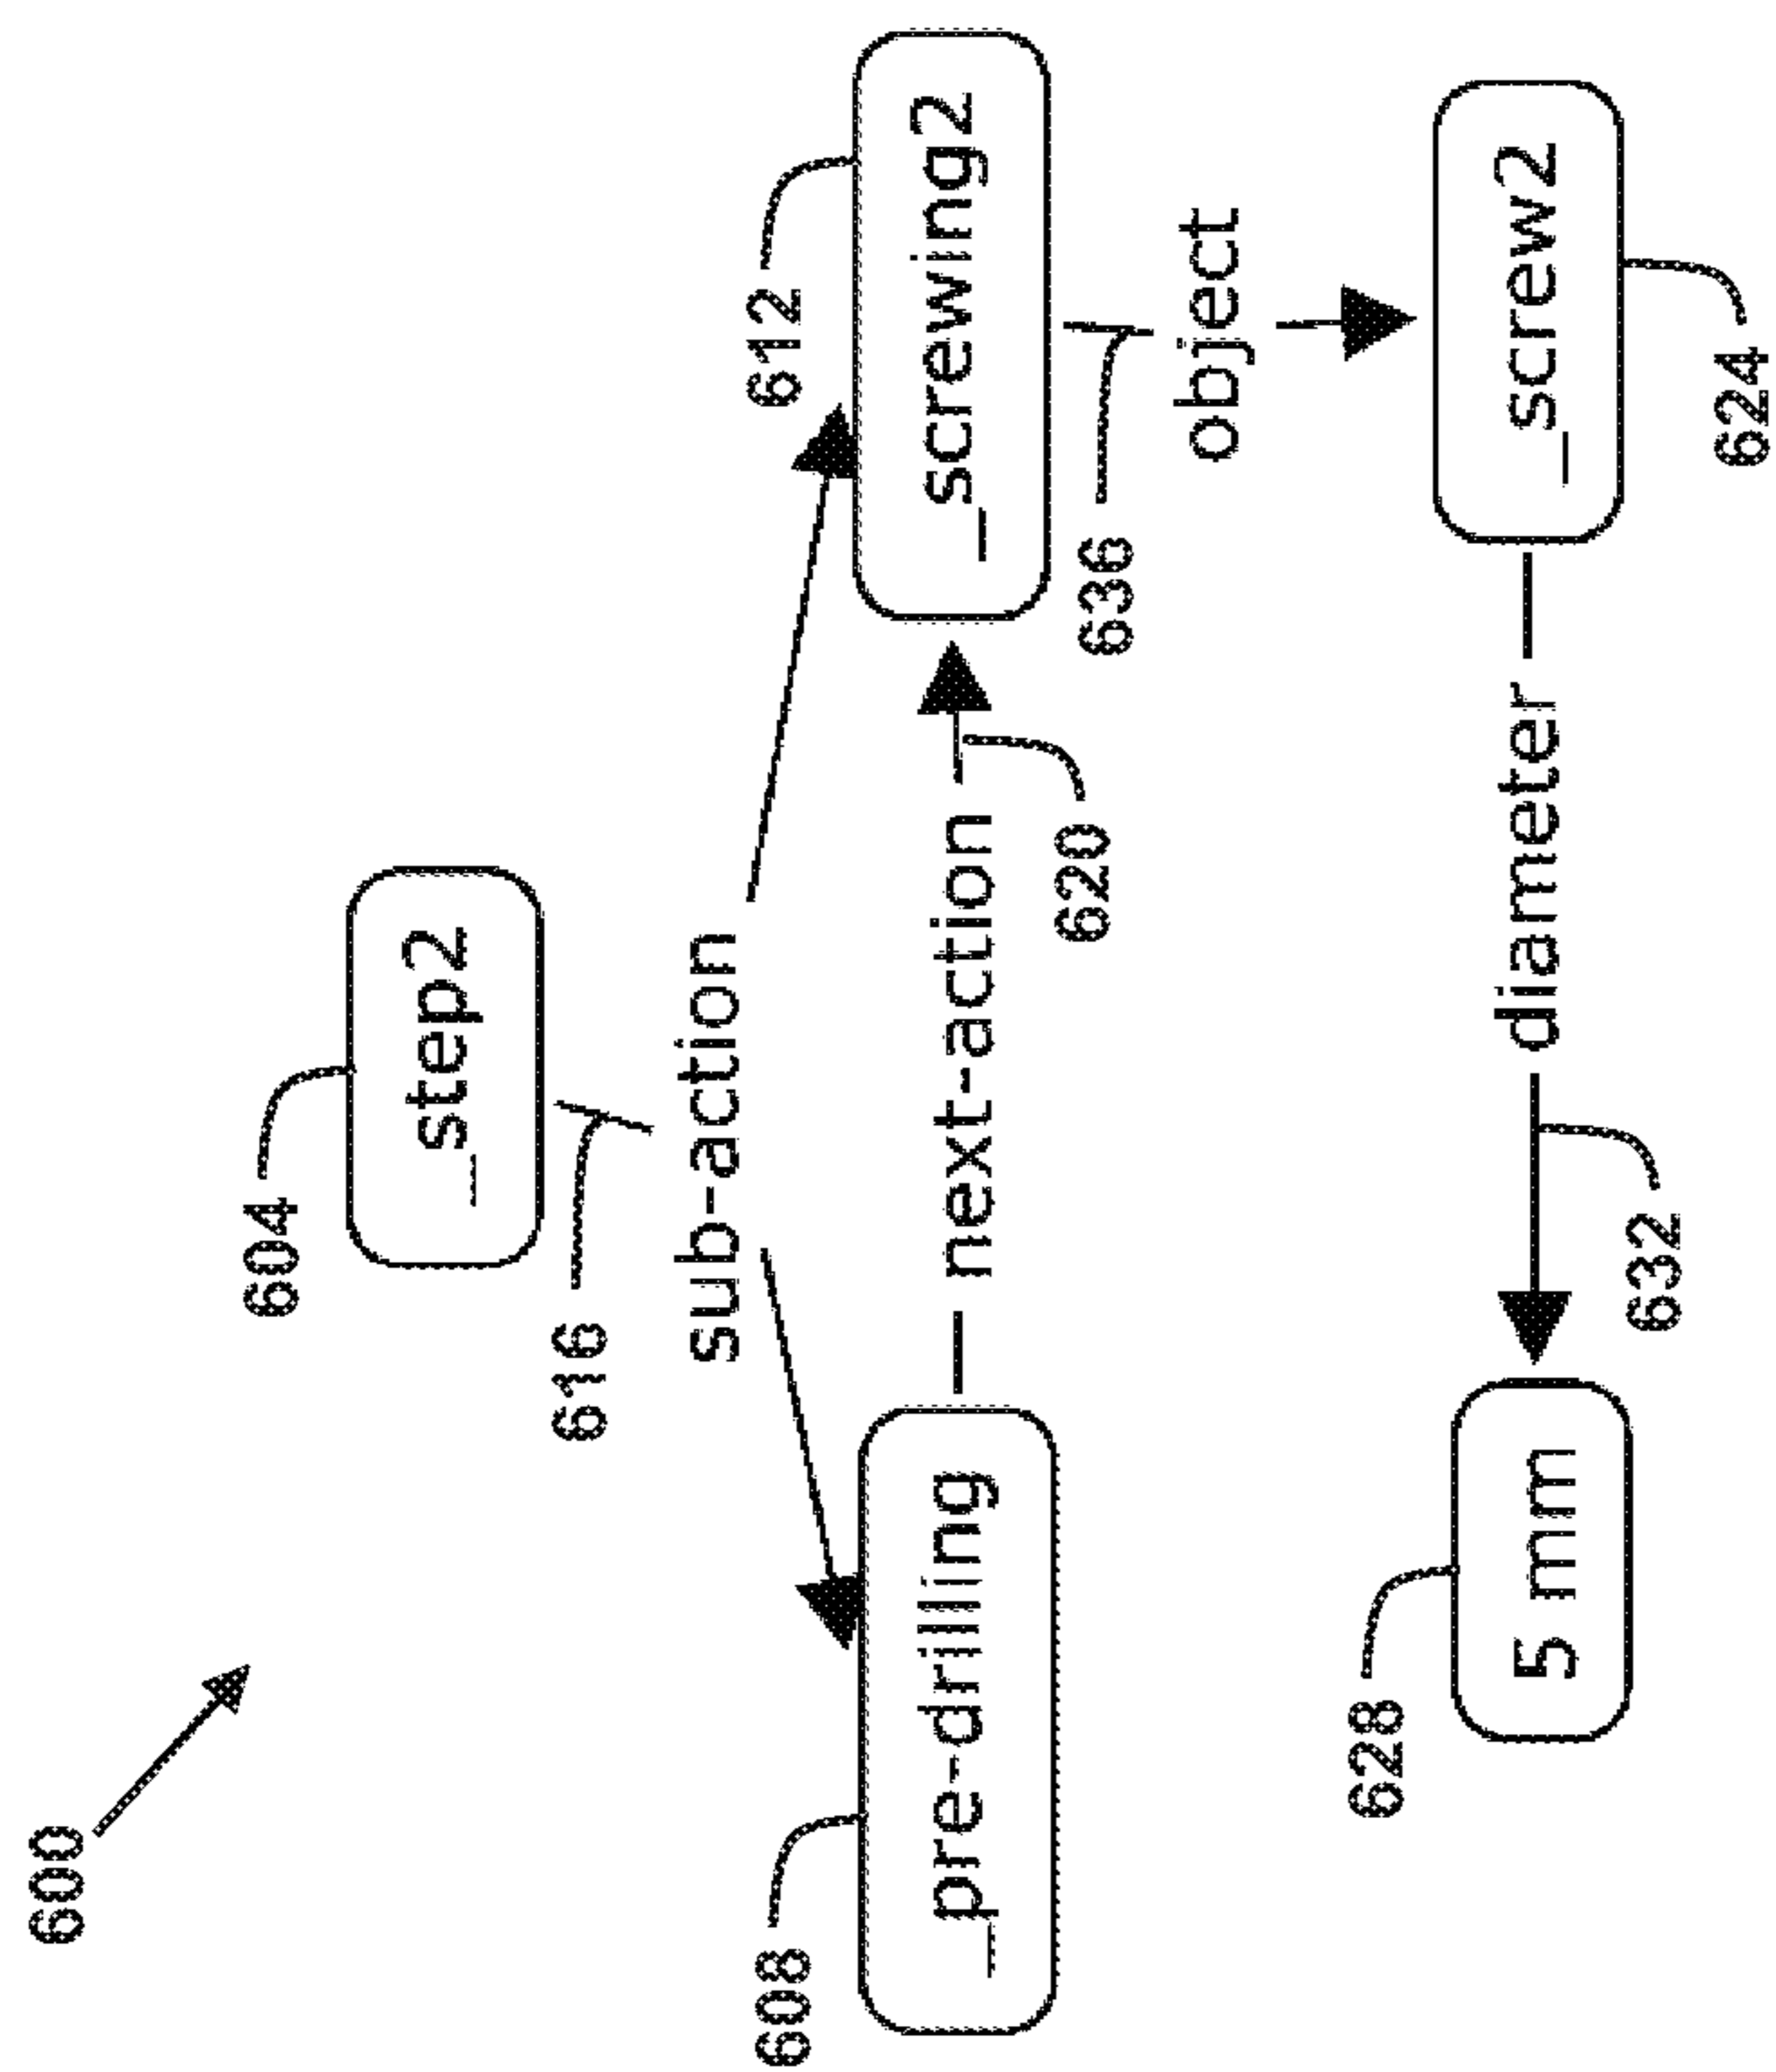 600
604
_step2
616
sub-action
608
612
_pre-drilling
next-action
_screwing2
620
636
object
628
5 mm
diameter
_screw2
632
624